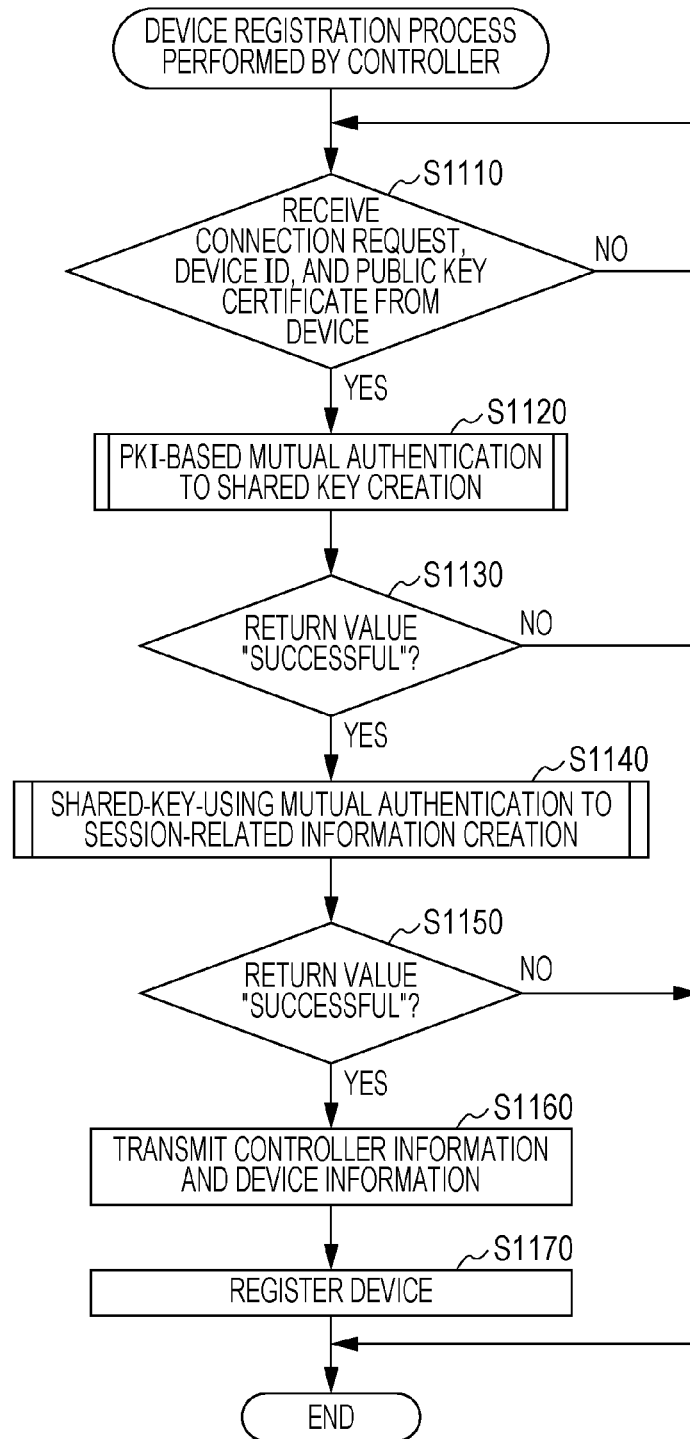 DEVICE REGISTRATION PROCESS
PERFORMED BY CONTROLLER
S1110
RECEIVE
CONNECTION REQUEST,
DEVICE ID, AND PUBLIC KEY
CERTIFICATE FROM
DEVICE
NO
YES
S1120
PKI-BASED MUTUAL AUTHENTICATION
TO SHARED KEY CREATION
S1130
RETURN VALUE
"SUCCESSFUL"?
NO
YES
S1140
SHARED-KEY-USING MUTUAL AUTHENTICATION TO
SESSION-RELATED INFORMATION CREATION
S1150
RETURN VALUE
"SUCCESSFUL"?
NO
YES
S1160
TRANSMIT CONTROLLER INFORMATION
AND DEVICE INFORMATION
S1170
REGISTER DEVICE
END